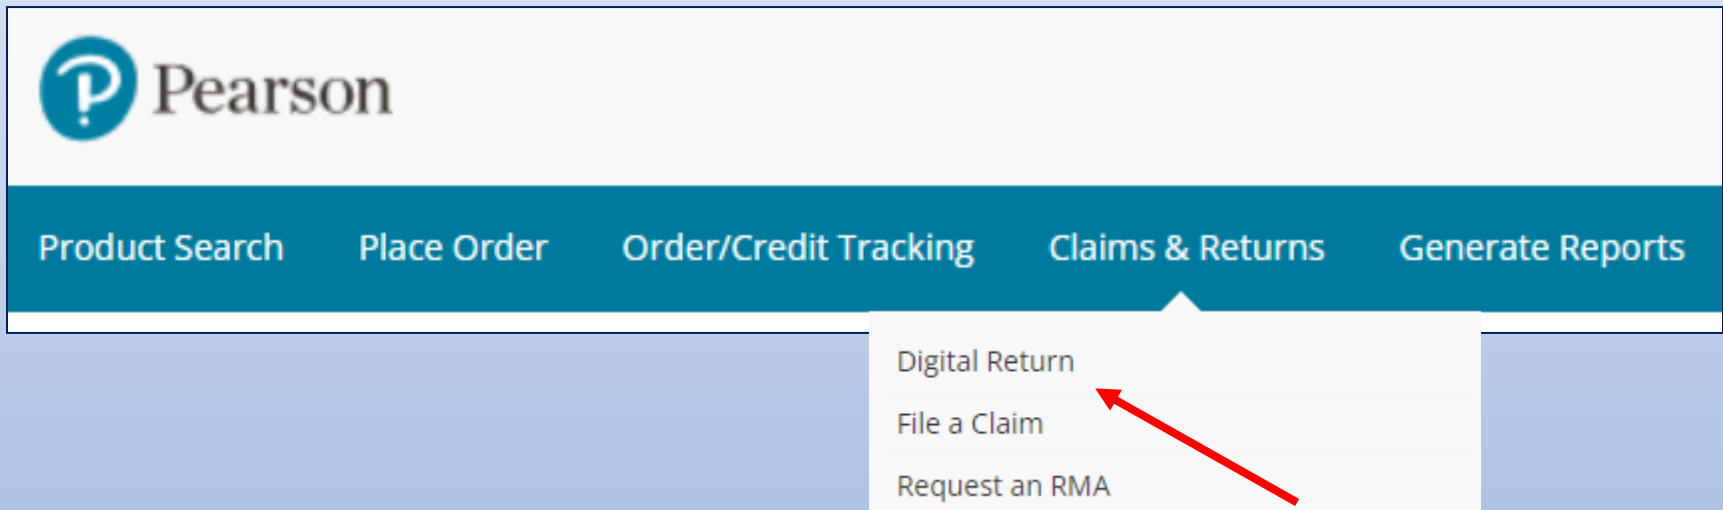 Pearson
Product Search Place Order Order/Credit Tracking Claims & Returns Generate Reports
Digital Return
File a Claim
Request an RMA